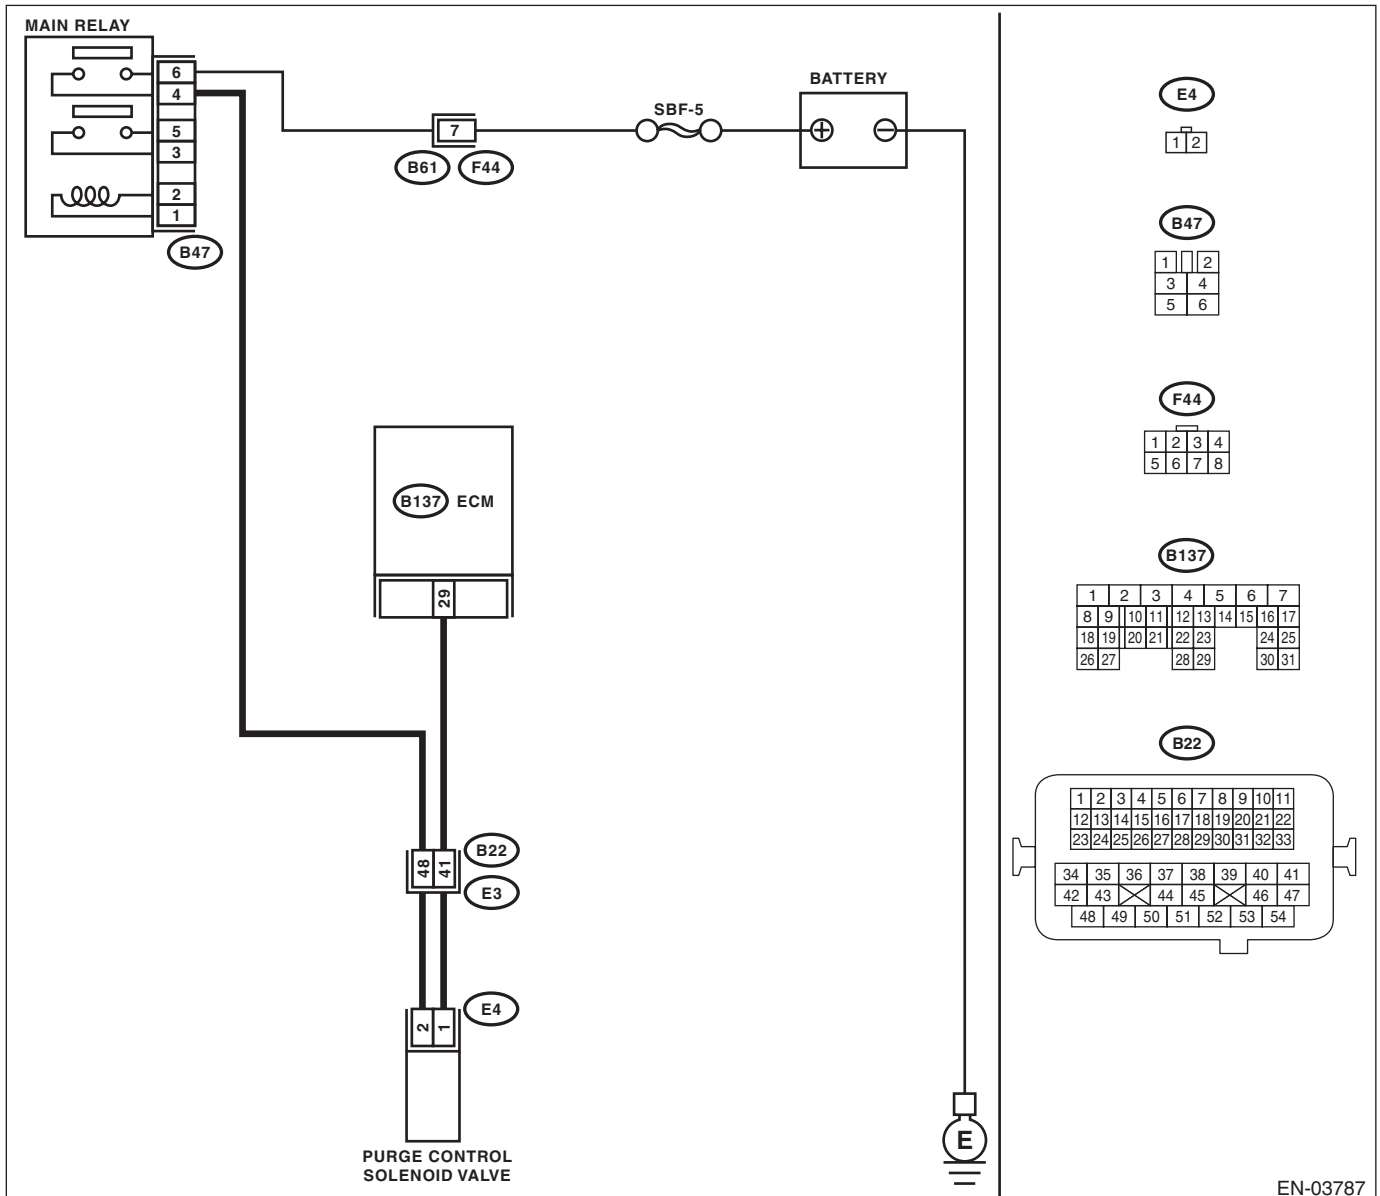 MAIN RELAY
6
4
5
3
2
1
B47
7
B61 F44
SBF-5
BATTERY
B137 ECM
29
48 41
B22
E3
E4
2 1
PURGE CONTROL
SOLENOID VALVE
E
E4
1 2
B47
1 2
3 4
5 6
F44
1 2 3 4
5 6 7 8
B137
1 2 3 4 5 6 7
8 9 10 11 12 13 14 15 16 17
18 19 20 21 22 23 24 25
26 27 28 29 30 31
B22
1 2 3 4 5 6 7 8 9 10 11
12 13 14 15 16 17 18 19 20 21 22
23 24 25 26 27 28 29 30 31 32 33
34 35 36 37 38 39 40 41
42 43 44 45 46 47
48 49 50 51 52 53 54
EN-03787